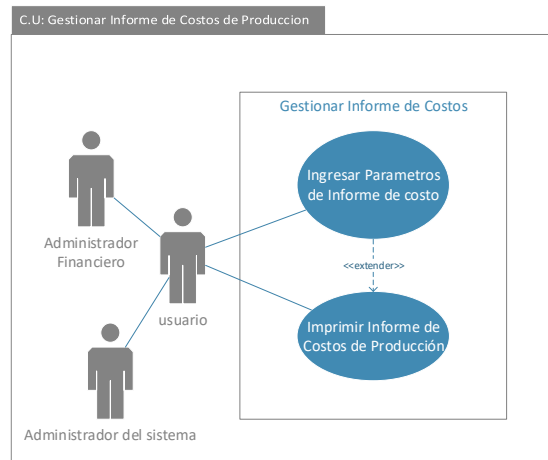 C.U: Gestionar Informe de Costos de Produccion
Gestionar Informe de Costos
Ingresar Parametros
de Informe de costo
Administrador
Financiero
<<extender>>
usuario
Imprimir Informe de
Costos de Producción
Administrador del sistema